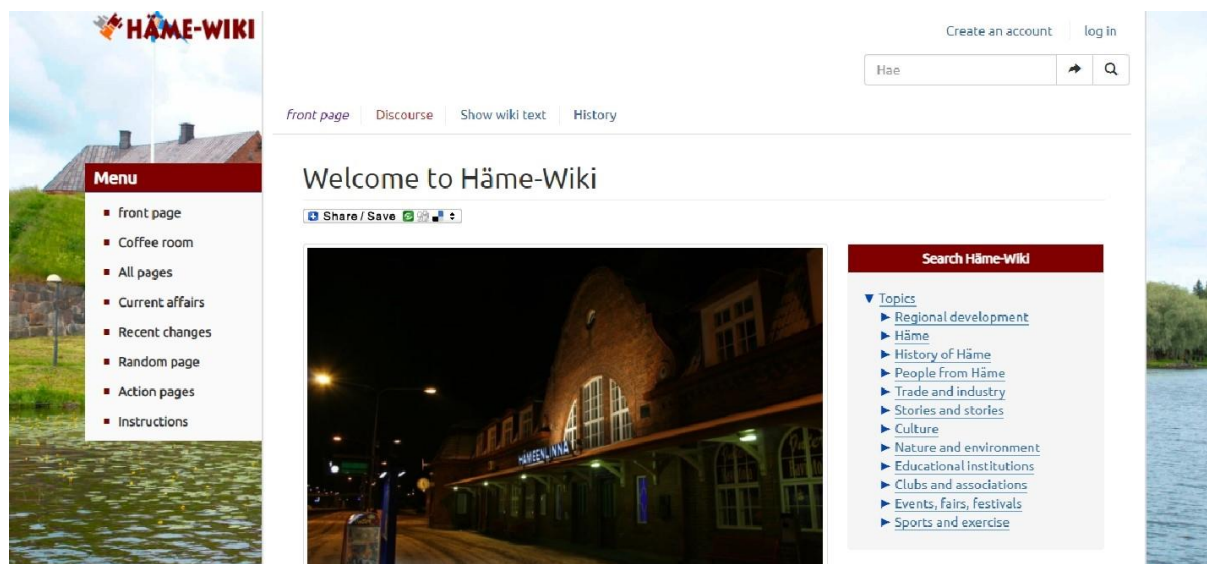 HÄME-WIKI
Create an account log in
Hae
front page Discourse Show wiki text History
Menu
front page
Coffee room
All pages
Current affairs
Recent changes
Random page
Action pages
Instructions
Welcome to Häme-Wiki
Share / Save
HÄMEENLINNA
Search Häme-Wiki
Topics
Regional development
Häme
History of Häme
People from Häme
Trade and industry
Stories and stories
Culture
Nature and environment
Educational institutions
Clubs and associations
Events, fairs, festivals
Sports and exercise